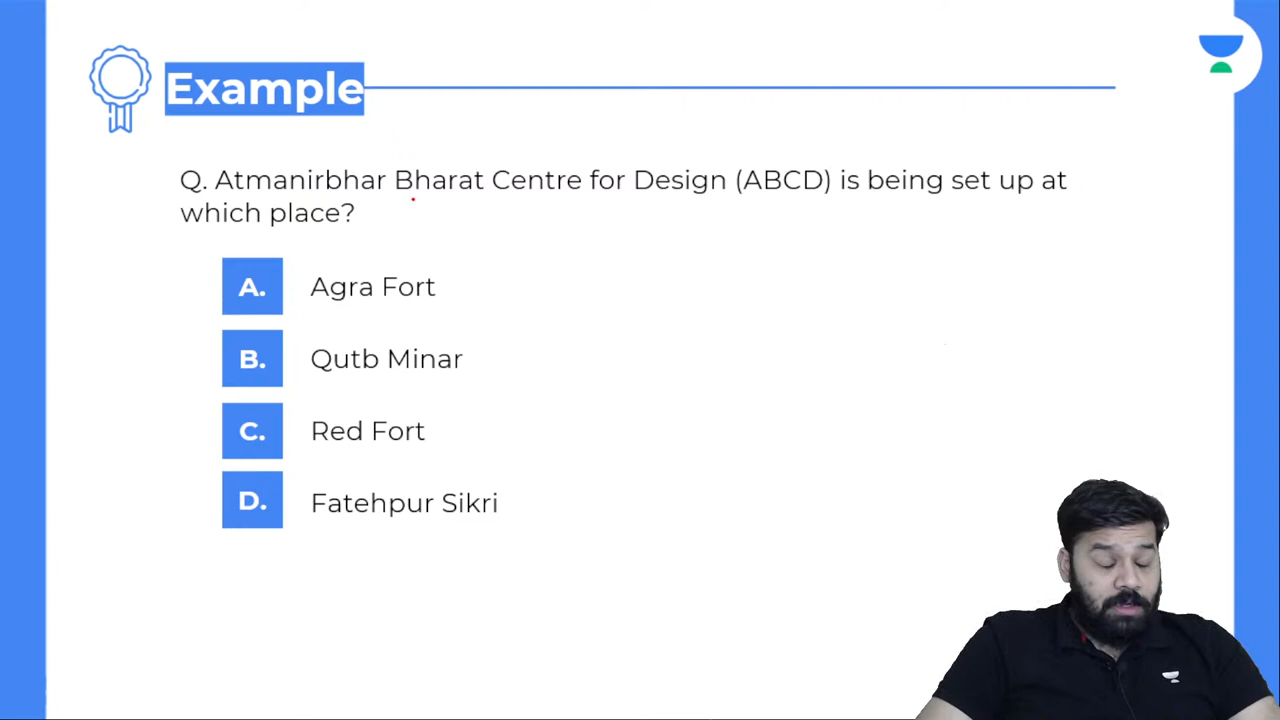 Example
Q. Atmanirbhar Bharat Centre for Design (ABCD) is being set up at
which place?
A. Agra Fort
B. Qutb Minar
C. Red Fort
D. Fatehpur Sikri